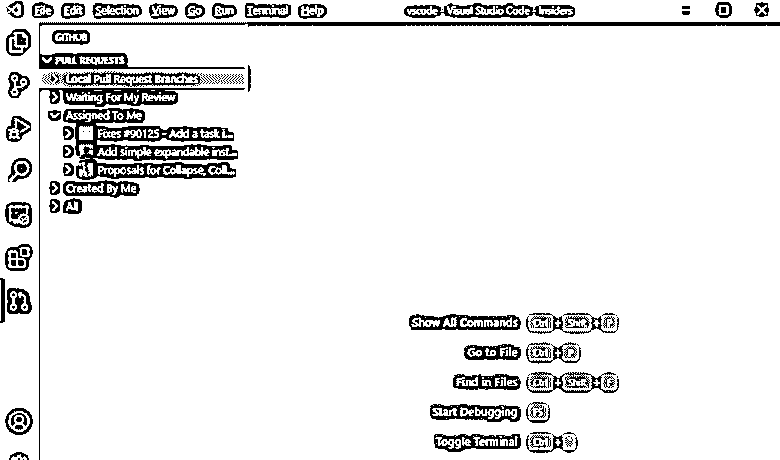 File Edit Selection View Go Run Terminal Help vscode - Visual Studio Code - Insiders
GITHUB
PULL REQUESTS
Local Pull Request Branches
Waiting For My Review
Assigned To Me
Fixes #90125 - Add a task i...
Add simple expandable inst...
Proposals for Collapse, Coll...
Created By Me
All
Show All Commands Ctrl + Shift + P
Go to File Ctrl + P
Find in Files Ctrl + Shift + F
Start Debugging F5
Toggle Terminal Ctrl +